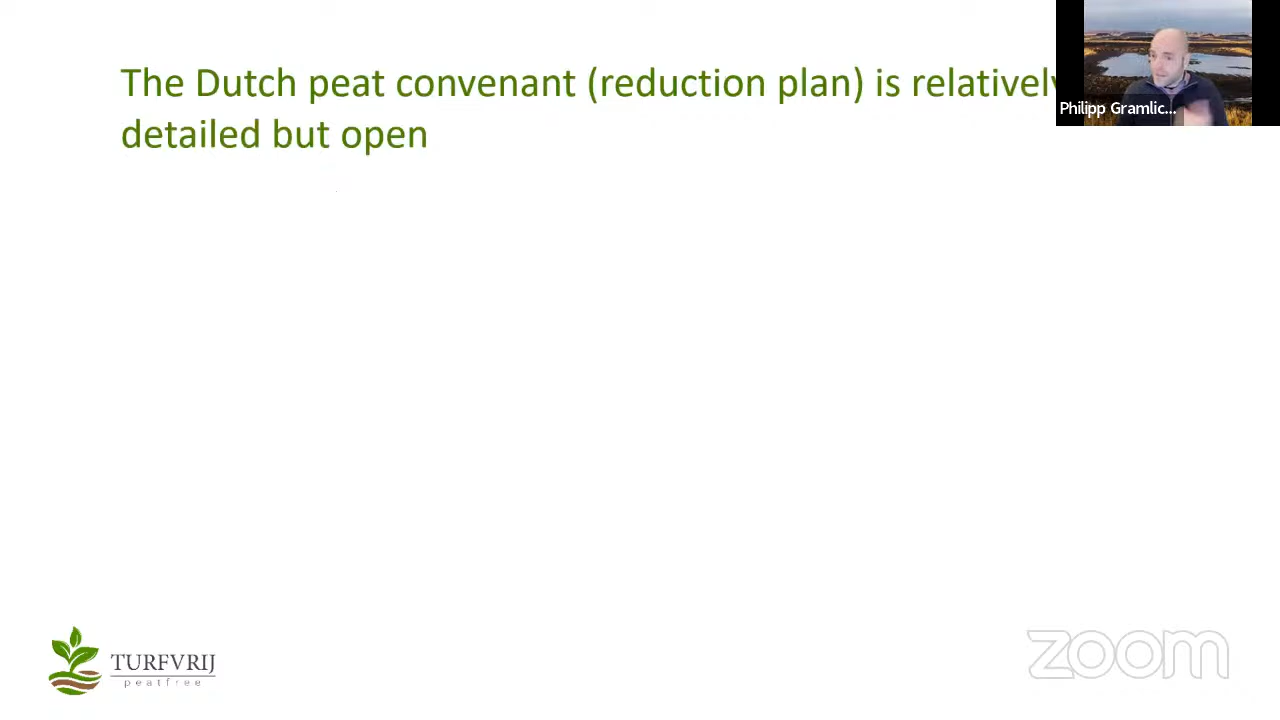 The Dutch peat convenant (reduction plan) is relatively
detailed but open
Philipp Gramlic...
TURFVRIJ
peatfree
zoom